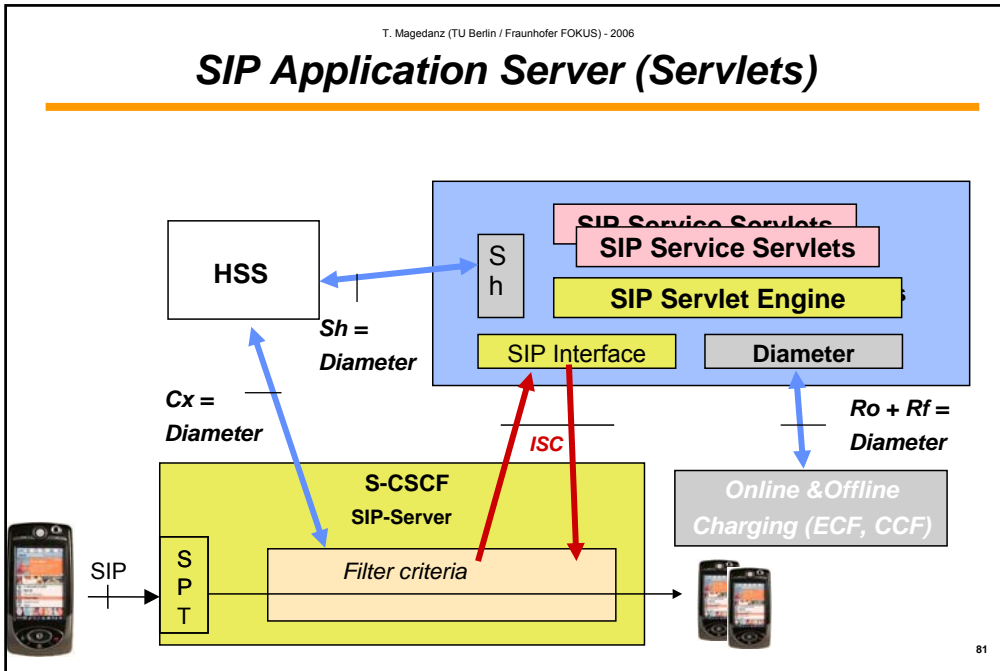 T. Magedanz (TU Berlin / Fraunhofer FOKUS) - 2006
SIP Application Server (Servlets)
SIP Service Servlets
SIP Service Servlets
S
h
HSS
SIP Servlet Engine
Sh =
Diameter
SIP Interface
Diameter
Cx =
Diameter
ISC
Ro + Rf =
Diameter
S-CSCF
SIP-Server
Online &Offline
Charging (ECF, CCF)
SIP
S
P
T
Filter criteria
81